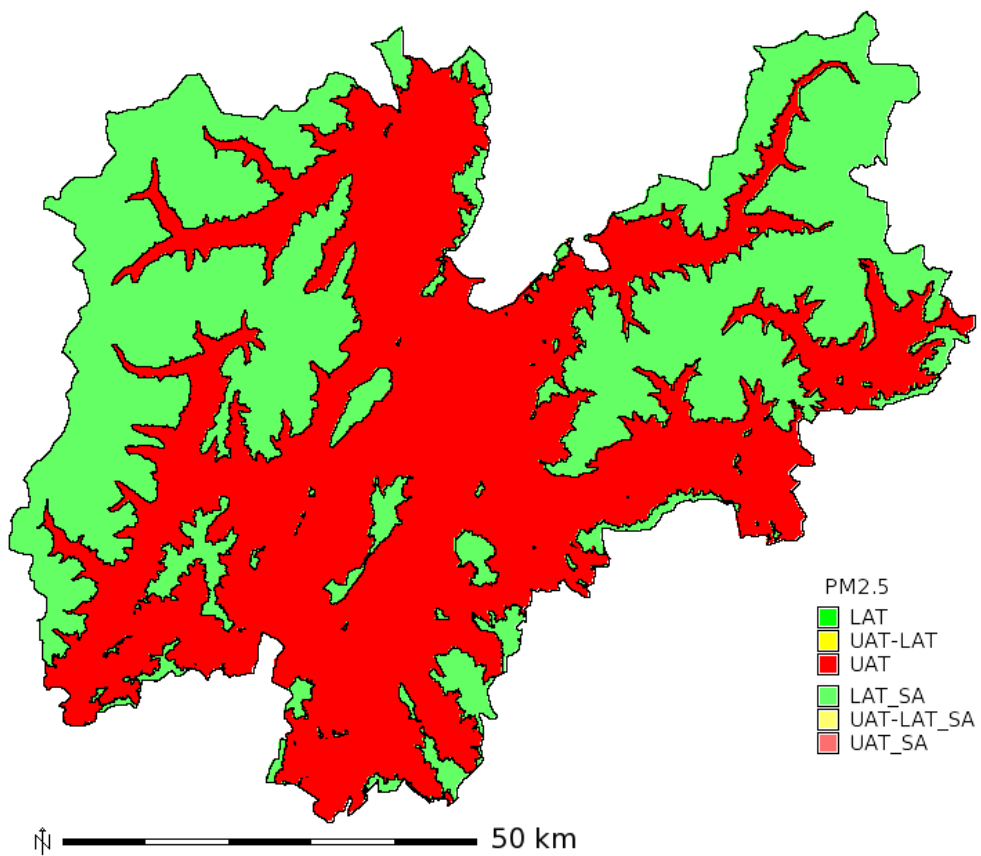 PM2.5
LAT
UAT-LAT
UAT
LAT_SA
UAT-LAT_SA
UAT_SA
N
50 km